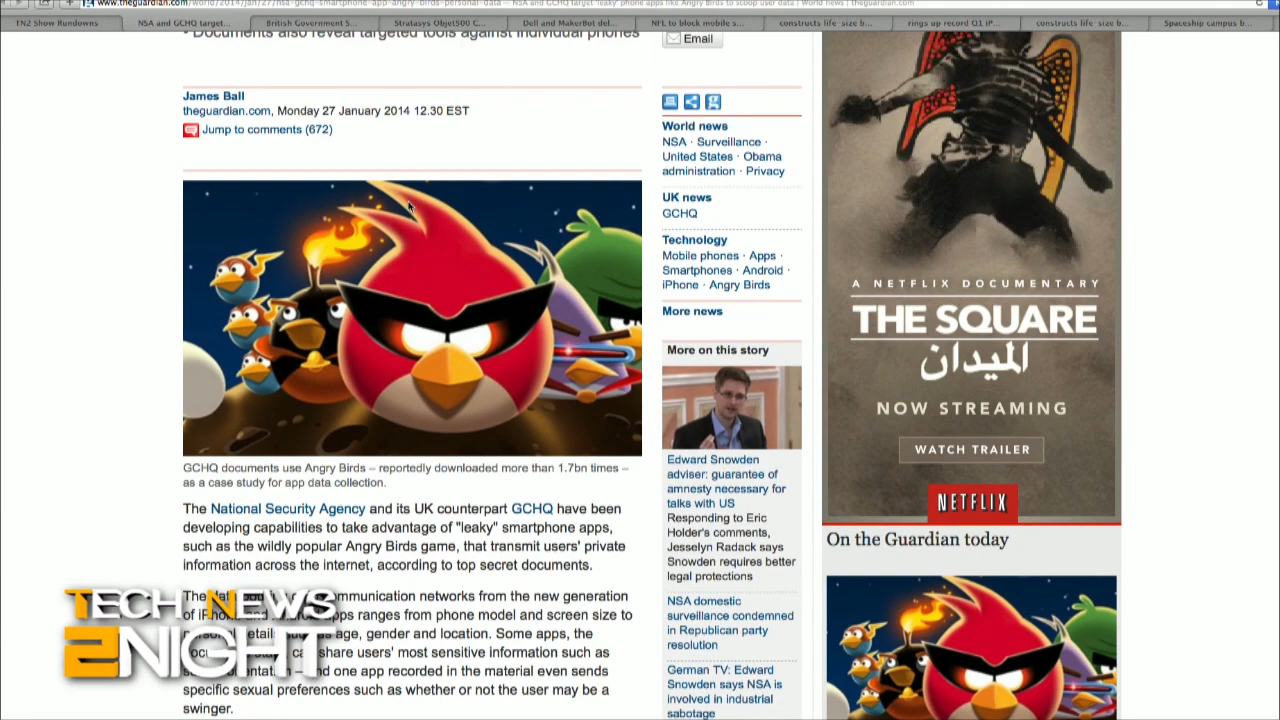 www.theguardian.com/world/2014/jan/27/nsa-gchq-smartphone-app-angry-birds-personal-data — NSA and GCHQ target 'leaky' phone apps like Angry Birds to scoop user data | World news | theguardian.com
TN2 Show Rundowns
NSA and GCHQ target...
British Government S...
Stratasys Objet500 C...
Dell and MakerBot del...
NFL to block mobile s...
constructs life-size b...
rings up record Q1 iP...
constructs life-size b...
Spaceship campus b...
• Documents also reveal targeted tools against individual phones
James Ball
theguardian.com, Monday 27 January 2014 12.30 EST
Jump to comments (672)
GCHQ documents use Angry Birds – reportedly downloaded more than 1.7bn times –
as a case study for app data collection.
The National Security Agency and its UK counterpart GCHQ have been
developing capabilities to take advantage of "leaky" smartphone apps,
such as the wildly popular Angry Birds game, that transmit users' private
information across the internet, according to top secret documents.
The communication networks from the new generation
of apps ranges from phone model and screen size to
age, gender and location. Some apps, the
share users' most sensitive information such as
and one app recorded in the material even sends
specific sexual preferences such as whether or not the user may be a
swinger.
TECH NEWS
2NIGHT
Email
World news
NSA · Surveillance ·
United States · Obama
administration · Privacy
UK news
GCHQ
Technology
Mobile phones · Apps ·
Smartphones · Android ·
iPhone · Angry Birds
More news
More on this story
Edward Snowden
adviser: guarantee of
amnesty necessary for
talks with US
Responding to Eric
Holder's comments,
Jesselyn Radack says
Snowden requires better
legal protections
NSA domestic
surveillance condemned
in Republican party
resolution
German TV: Edward
Snowden says NSA is
involved in industrial
sabotage
A NETFLIX DOCUMENTARY
THE SQUARE
الميدان
NOW STREAMING
WATCH TRAILER
NETFLIX
On the Guardian today